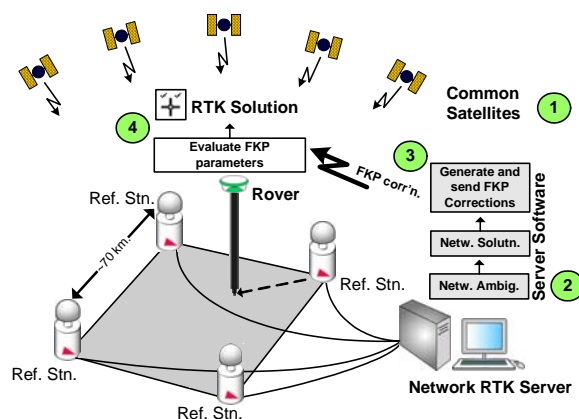 Common
Satellites
1
RTK Solution
4
Evaluate FKP
parameters
3
FKP corr'n.
Generate and
send FKP
Corrections
Rover
Ref. Stn.
~70 km.
Netw. Solutn.
Server Software
Ref. Stn.
Netw. Ambig.
2
Ref. Stn.
Ref. Stn.
Network RTK Server